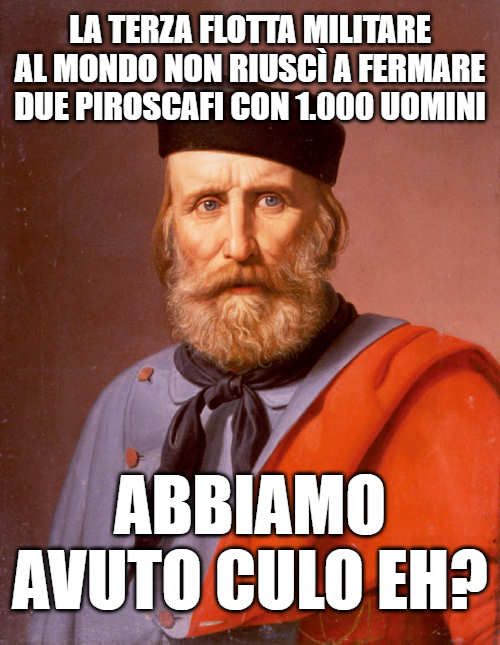 LA TERZA FLOTTA MILITARE
AL MONDO NON RIUSCÌ A FERMARE
DUE PIROSCAFI CON 1.000 UOMINI
ABBIAMO
AVUTO CULO EH?